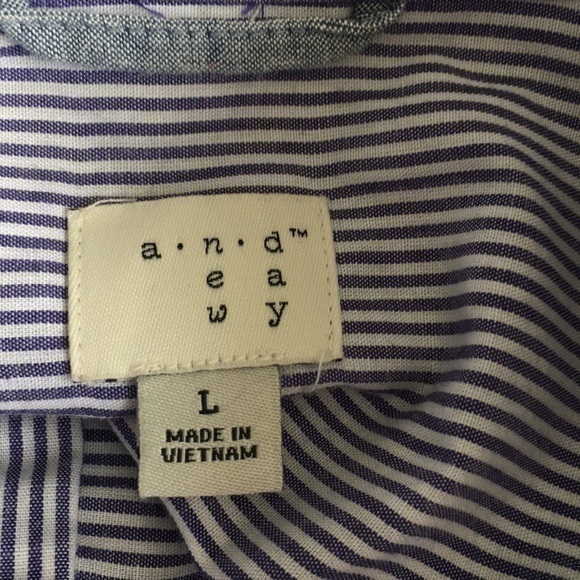 a · n · d™
e a
w y
L
MADE IN
VIETNAM